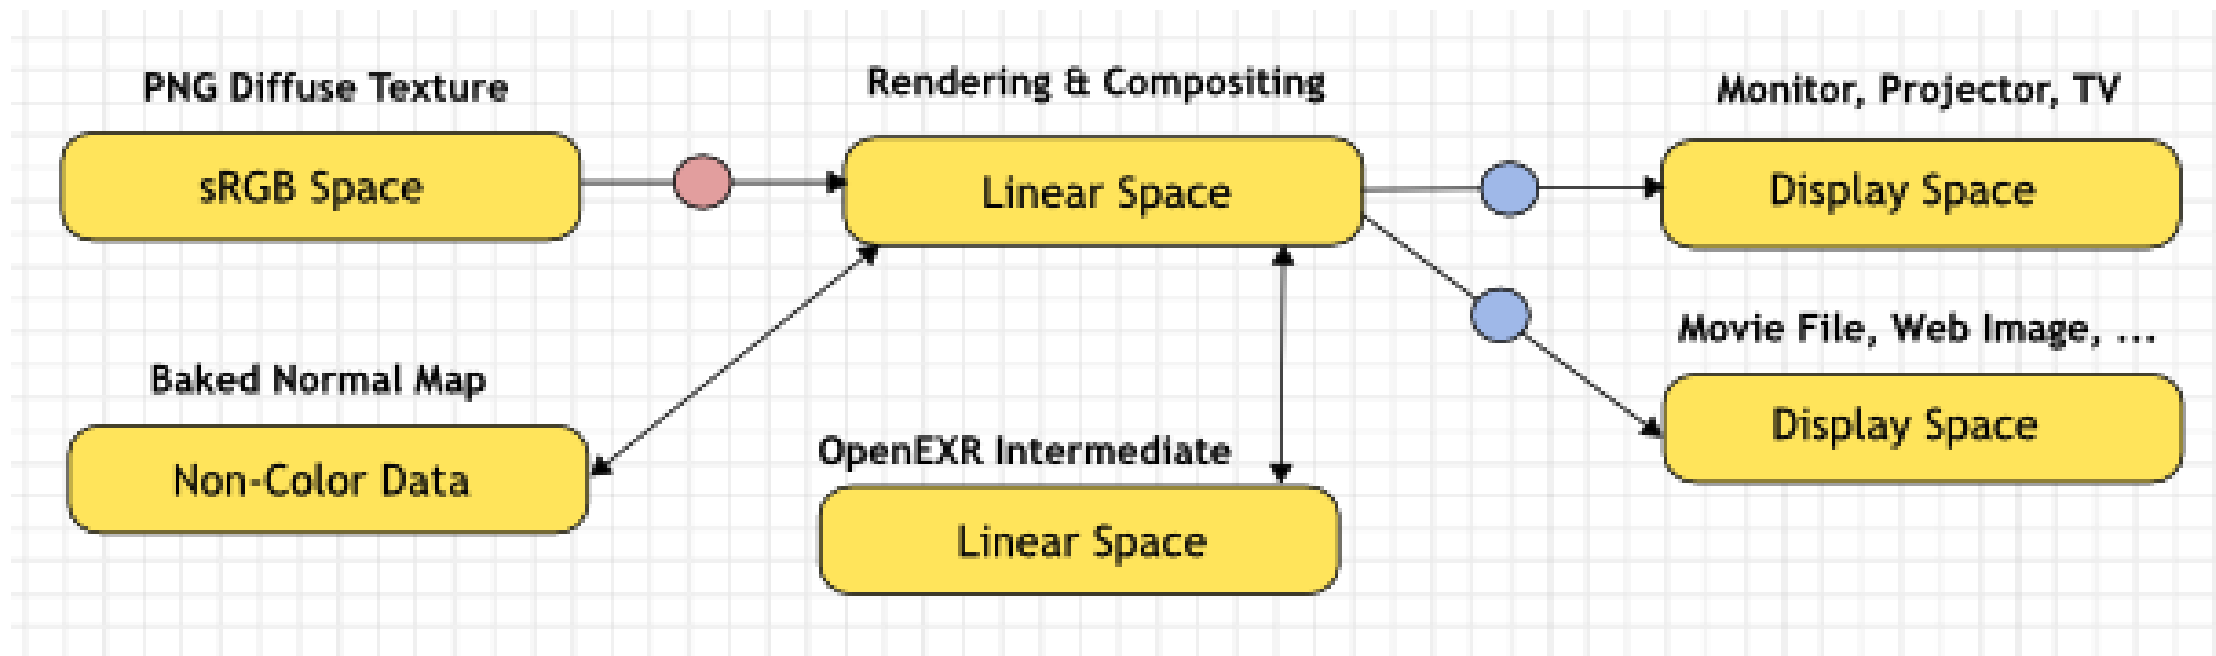 PNG Diffuse Texture
sRGB Space
Rendering & Compositing
Linear Space
Monitor, Projector, TV
Display Space
Movie File, Web Image, ...
Display Space
Baked Normal Map
Non-Color Data
OpenEXR Intermediate
Linear Space